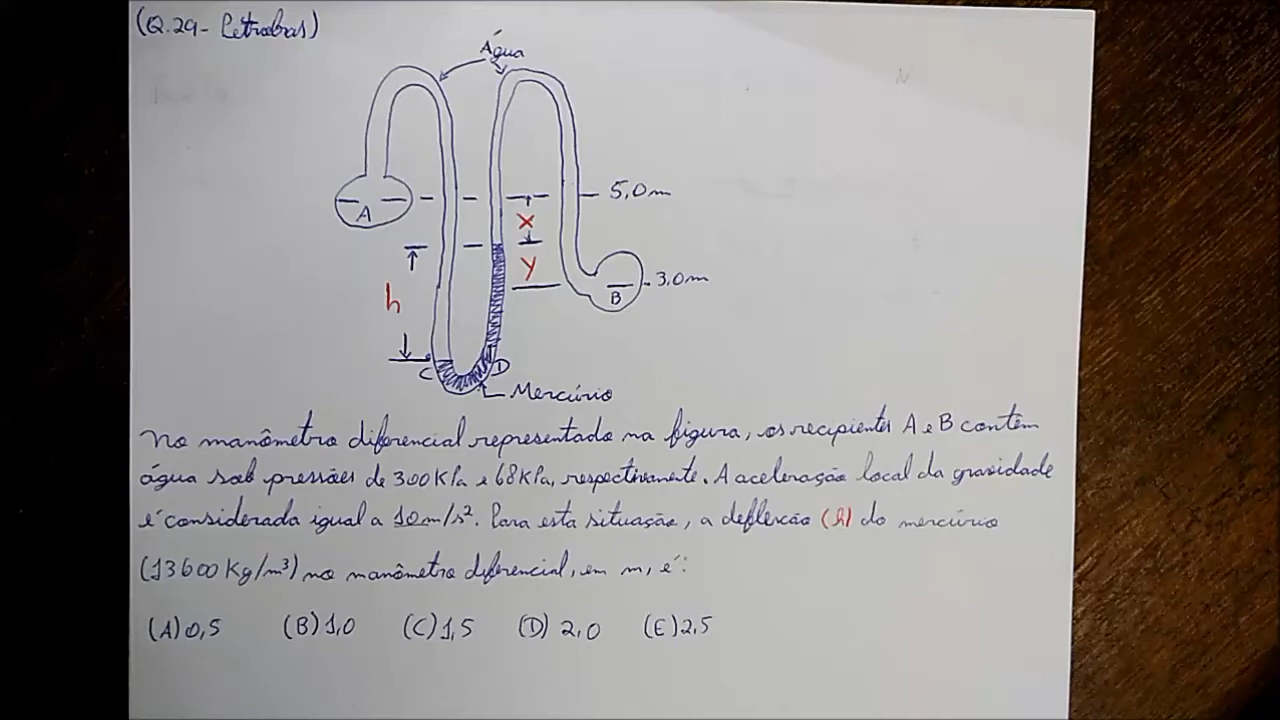 (Q.29- Petrobras)
Água
5,0m
A
x
y
h
3,0m
B
C
D
Mercúrio
No manômetro diferencial representado na figura, os recipientes A e B contêm
água sob pressões de 300KPa e 68KPa, respectivamente. A aceleração local da gravidade
é considerada igual a 10m/s². Para esta situação, a deflexão (h) do mercúrio
(13600 Kg/m³) no manômetro diferencial, em m, é:
(A) 0,5 (B) 1,0 (C) 1,5 (D) 2,0 (E) 2,5